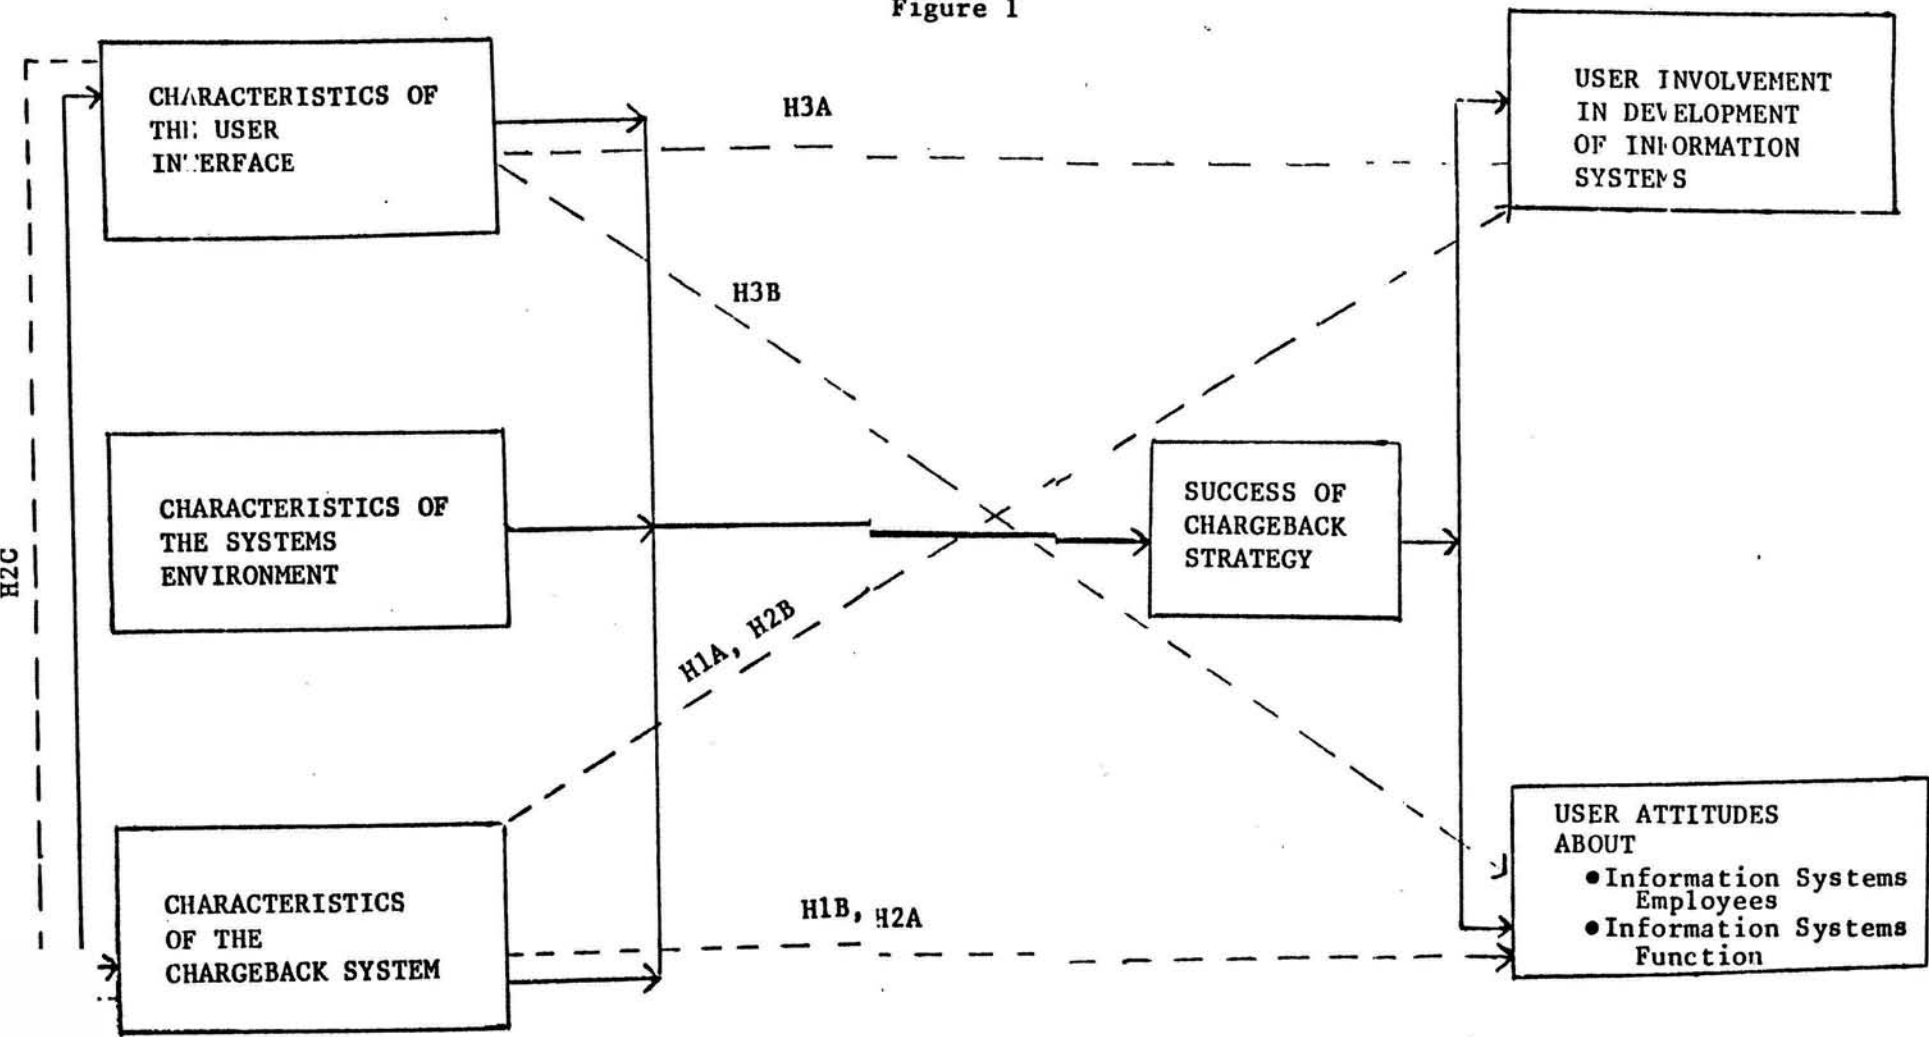 Figure 1
CHARACTERISTICS OF
THE USER
INTERFACE
H3A
USER INVOLVEMENT
IN DEVELOPMENT
OF INFORMATION
SYSTEMS
H3B
H2C
CHARACTERISTICS OF
THE SYSTEMS
ENVIRONMENT
SUCCESS OF
CHARGEBACK
STRATEGY
H1A, H2B
CHARACTERISTICS
OF THE
CHARGEBACK SYSTEM
H1B, H2A
USER ATTITUDES
ABOUT
●Information Systems
Employees
●Information Systems
Function